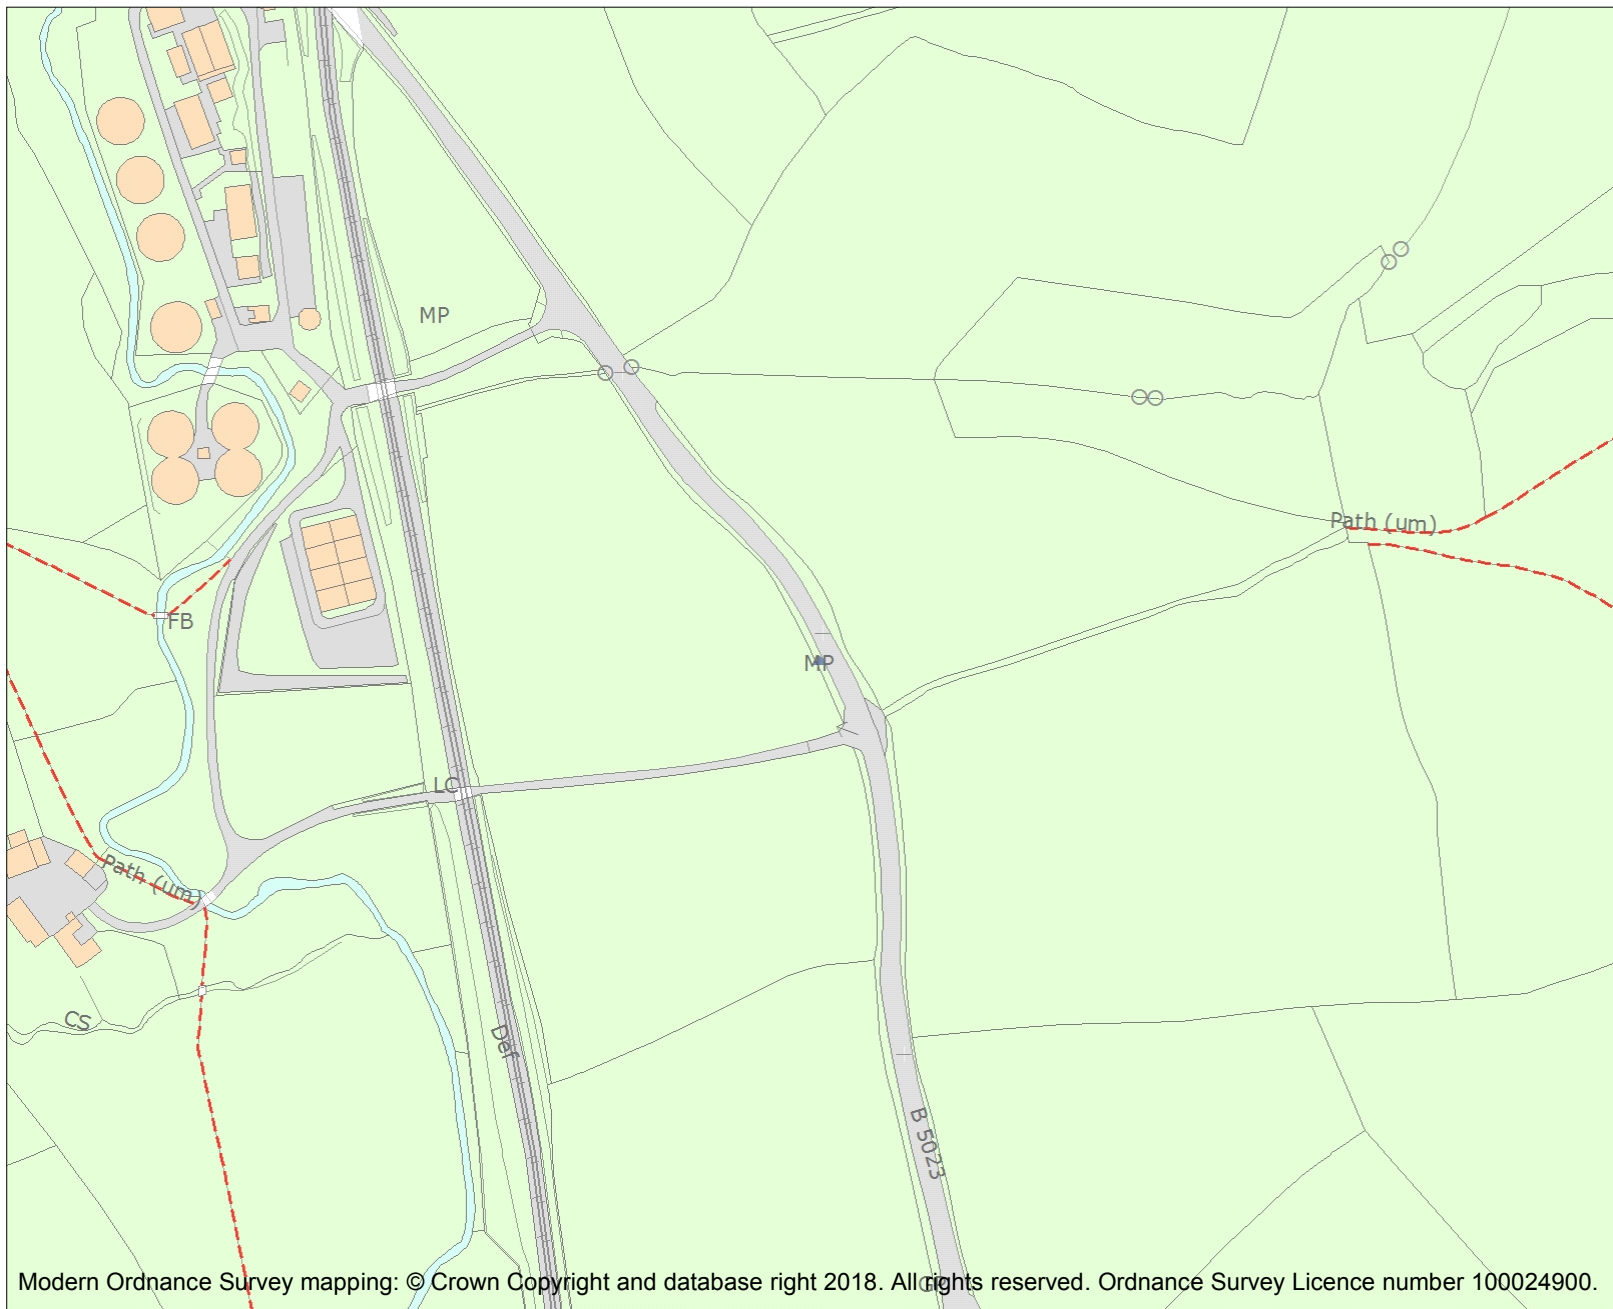 MP
Path (um)
FB
MP
LC
Path (um)
CS
Def
B 5023
Modern Ordnance Survey mapping: © Crown Copyright and database right 2018. All rights reserved. Ordnance Survey Licence number 100024900.